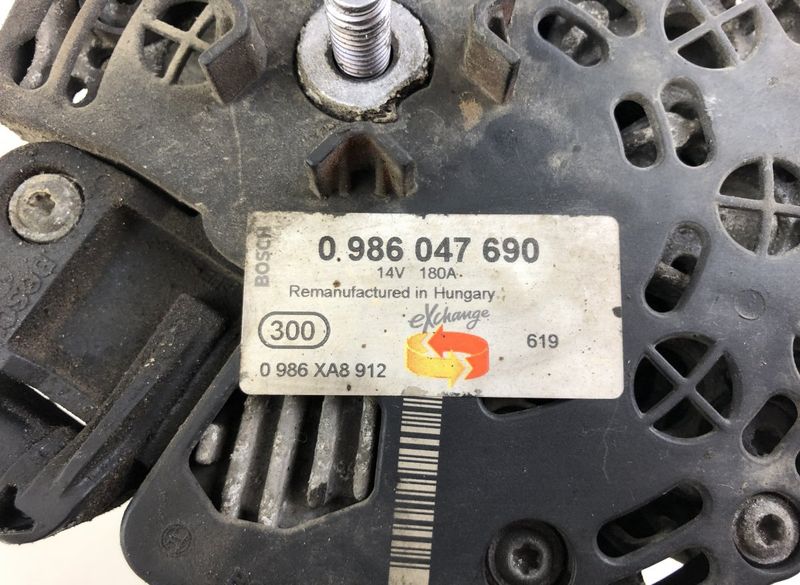 BOSCH
0 986 047 690
14V 180A
Remanufactured in Hungary
eXchange
300
619
0 986 XA8 912